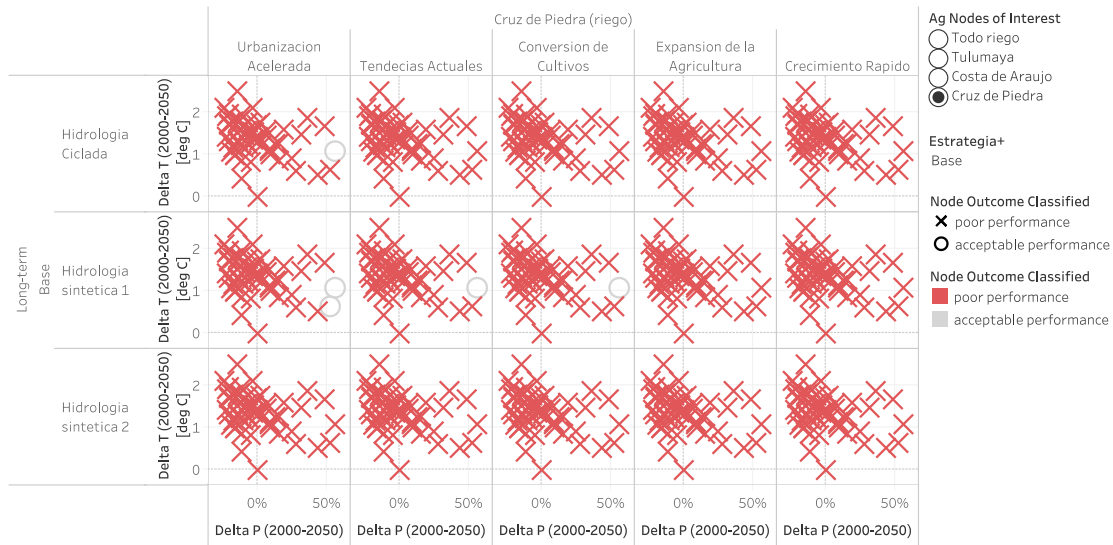 Cruz de Piedra (riego)
Urbanizacion
Acelerada
Tendecias Actuales
Conversion de
Cultivos
Expansion de la
Agricultura
Crecimiento Rapido
Long-term
Base
Hidrologia
Ciclada
Delta T (2000-2050)
[deg C]
2
1
0
Hidrologia
sintetica 1
Delta T (2000-2050)
[deg C]
2
1
0
Hidrologia
sintetica 2
Delta T (2000-2050)
[deg C]
2
1
0
0% 50% 0% 50% 0% 50% 0% 50% 0% 50%
Delta P (2000-2050) Delta P (2000-2050) Delta P (2000-2050) Delta P (2000-2050) Delta P (2000-2050)
Ag Nodes of Interest
Todo riego
Tulumaya
Costa de Araujo
Cruz de Piedra
Estrategia+
Base
Node Outcome Classified
poor performance
acceptable performance
Node Outcome Classified
poor performance
acceptable performance